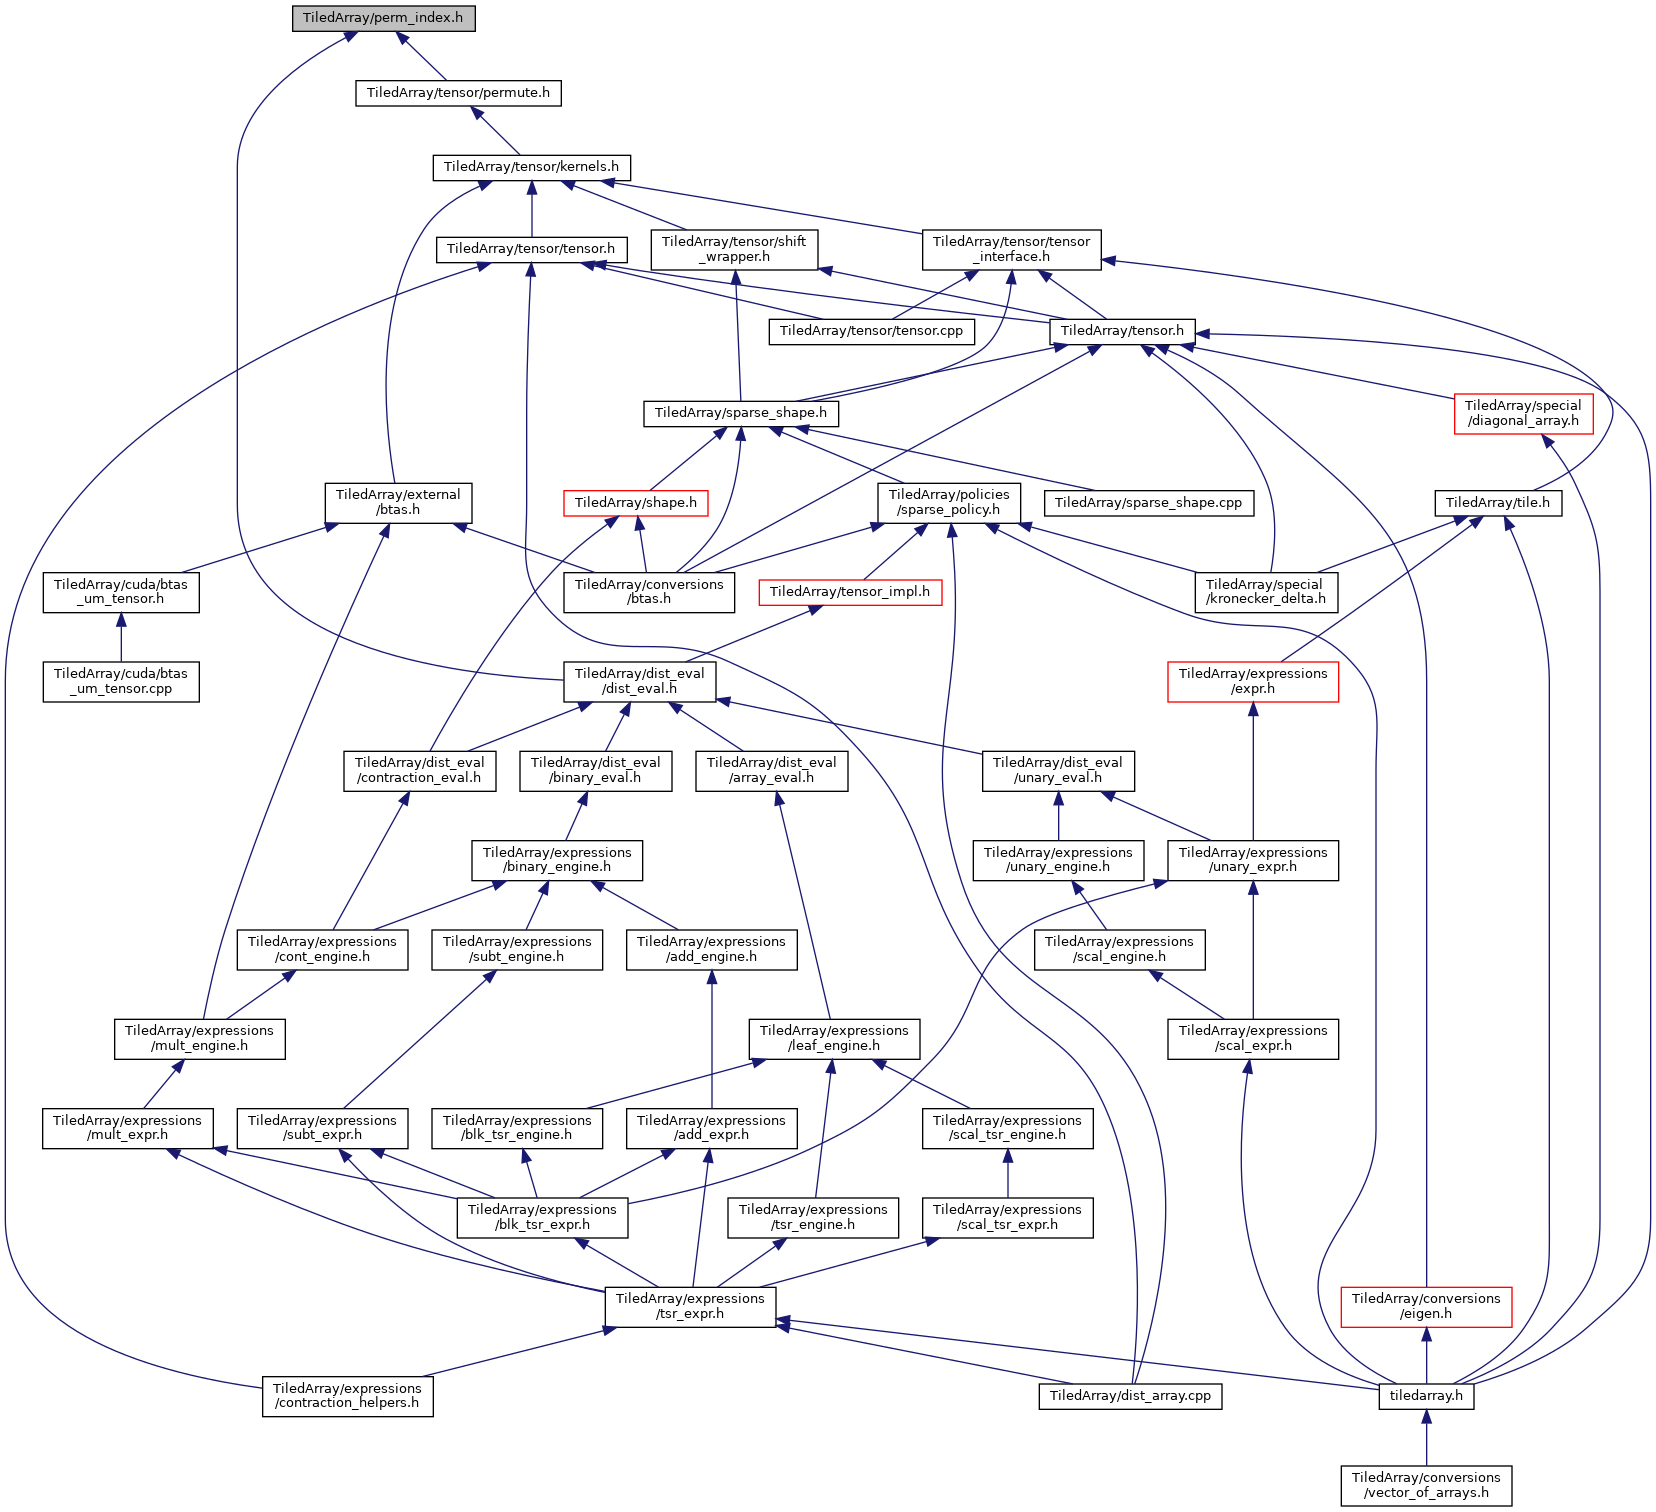 TiledArray/perm_index.h
TiledArray/tensor/permute.h
TiledArray/tensor/kernels.h
TiledArray/tensor/tensor.h
TiledArray/tensor/shift
_wrapper.h
TiledArray/tensor/tensor
_interface.h
TiledArray/tensor/tensor.cpp
TiledArray/tensor.h
TiledArray/sparse_shape.h
TiledArray/special
/diagonal_array.h
TiledArray/external
/btas.h
TiledArray/shape.h
TiledArray/policies
/sparse_policy.h
TiledArray/sparse_shape.cpp
TiledArray/tile.h
TiledArray/cuda/btas
_um_tensor.h
TiledArray/conversions
/btas.h
TiledArray/tensor_impl.h
TiledArray/special
/kronecker_delta.h
TiledArray/cuda/btas
_um_tensor.cpp
TiledArray/dist_eval
/dist_eval.h
TiledArray/expressions
/expr.h
TiledArray/dist_eval
/contraction_eval.h
TiledArray/dist_eval
/binary_eval.h
TiledArray/dist_eval
/array_eval.h
TiledArray/dist_eval
/unary_eval.h
TiledArray/expressions
/binary_engine.h
TiledArray/expressions
/unary_engine.h
TiledArray/expressions
/unary_expr.h
TiledArray/expressions
/cont_engine.h
TiledArray/expressions
/subt_engine.h
TiledArray/expressions
/add_engine.h
TiledArray/expressions
/scal_engine.h
TiledArray/expressions
/mult_engine.h
TiledArray/expressions
/leaf_engine.h
TiledArray/expressions
/scal_expr.h
TiledArray/expressions
/mult_expr.h
TiledArray/expressions
/subt_expr.h
TiledArray/expressions
/blk_tsr_engine.h
TiledArray/expressions
/add_expr.h
TiledArray/expressions
/scal_tsr_engine.h
TiledArray/expressions
/blk_tsr_expr.h
TiledArray/expressions
/tsr_engine.h
TiledArray/expressions
/scal_tsr_expr.h
TiledArray/expressions
/tsr_expr.h
TiledArray/conversions
/eigen.h
TiledArray/expressions
/contraction_helpers.h
TiledArray/dist_array.cpp
tiledarray.h
TiledArray/conversions
/vector_of_arrays.h